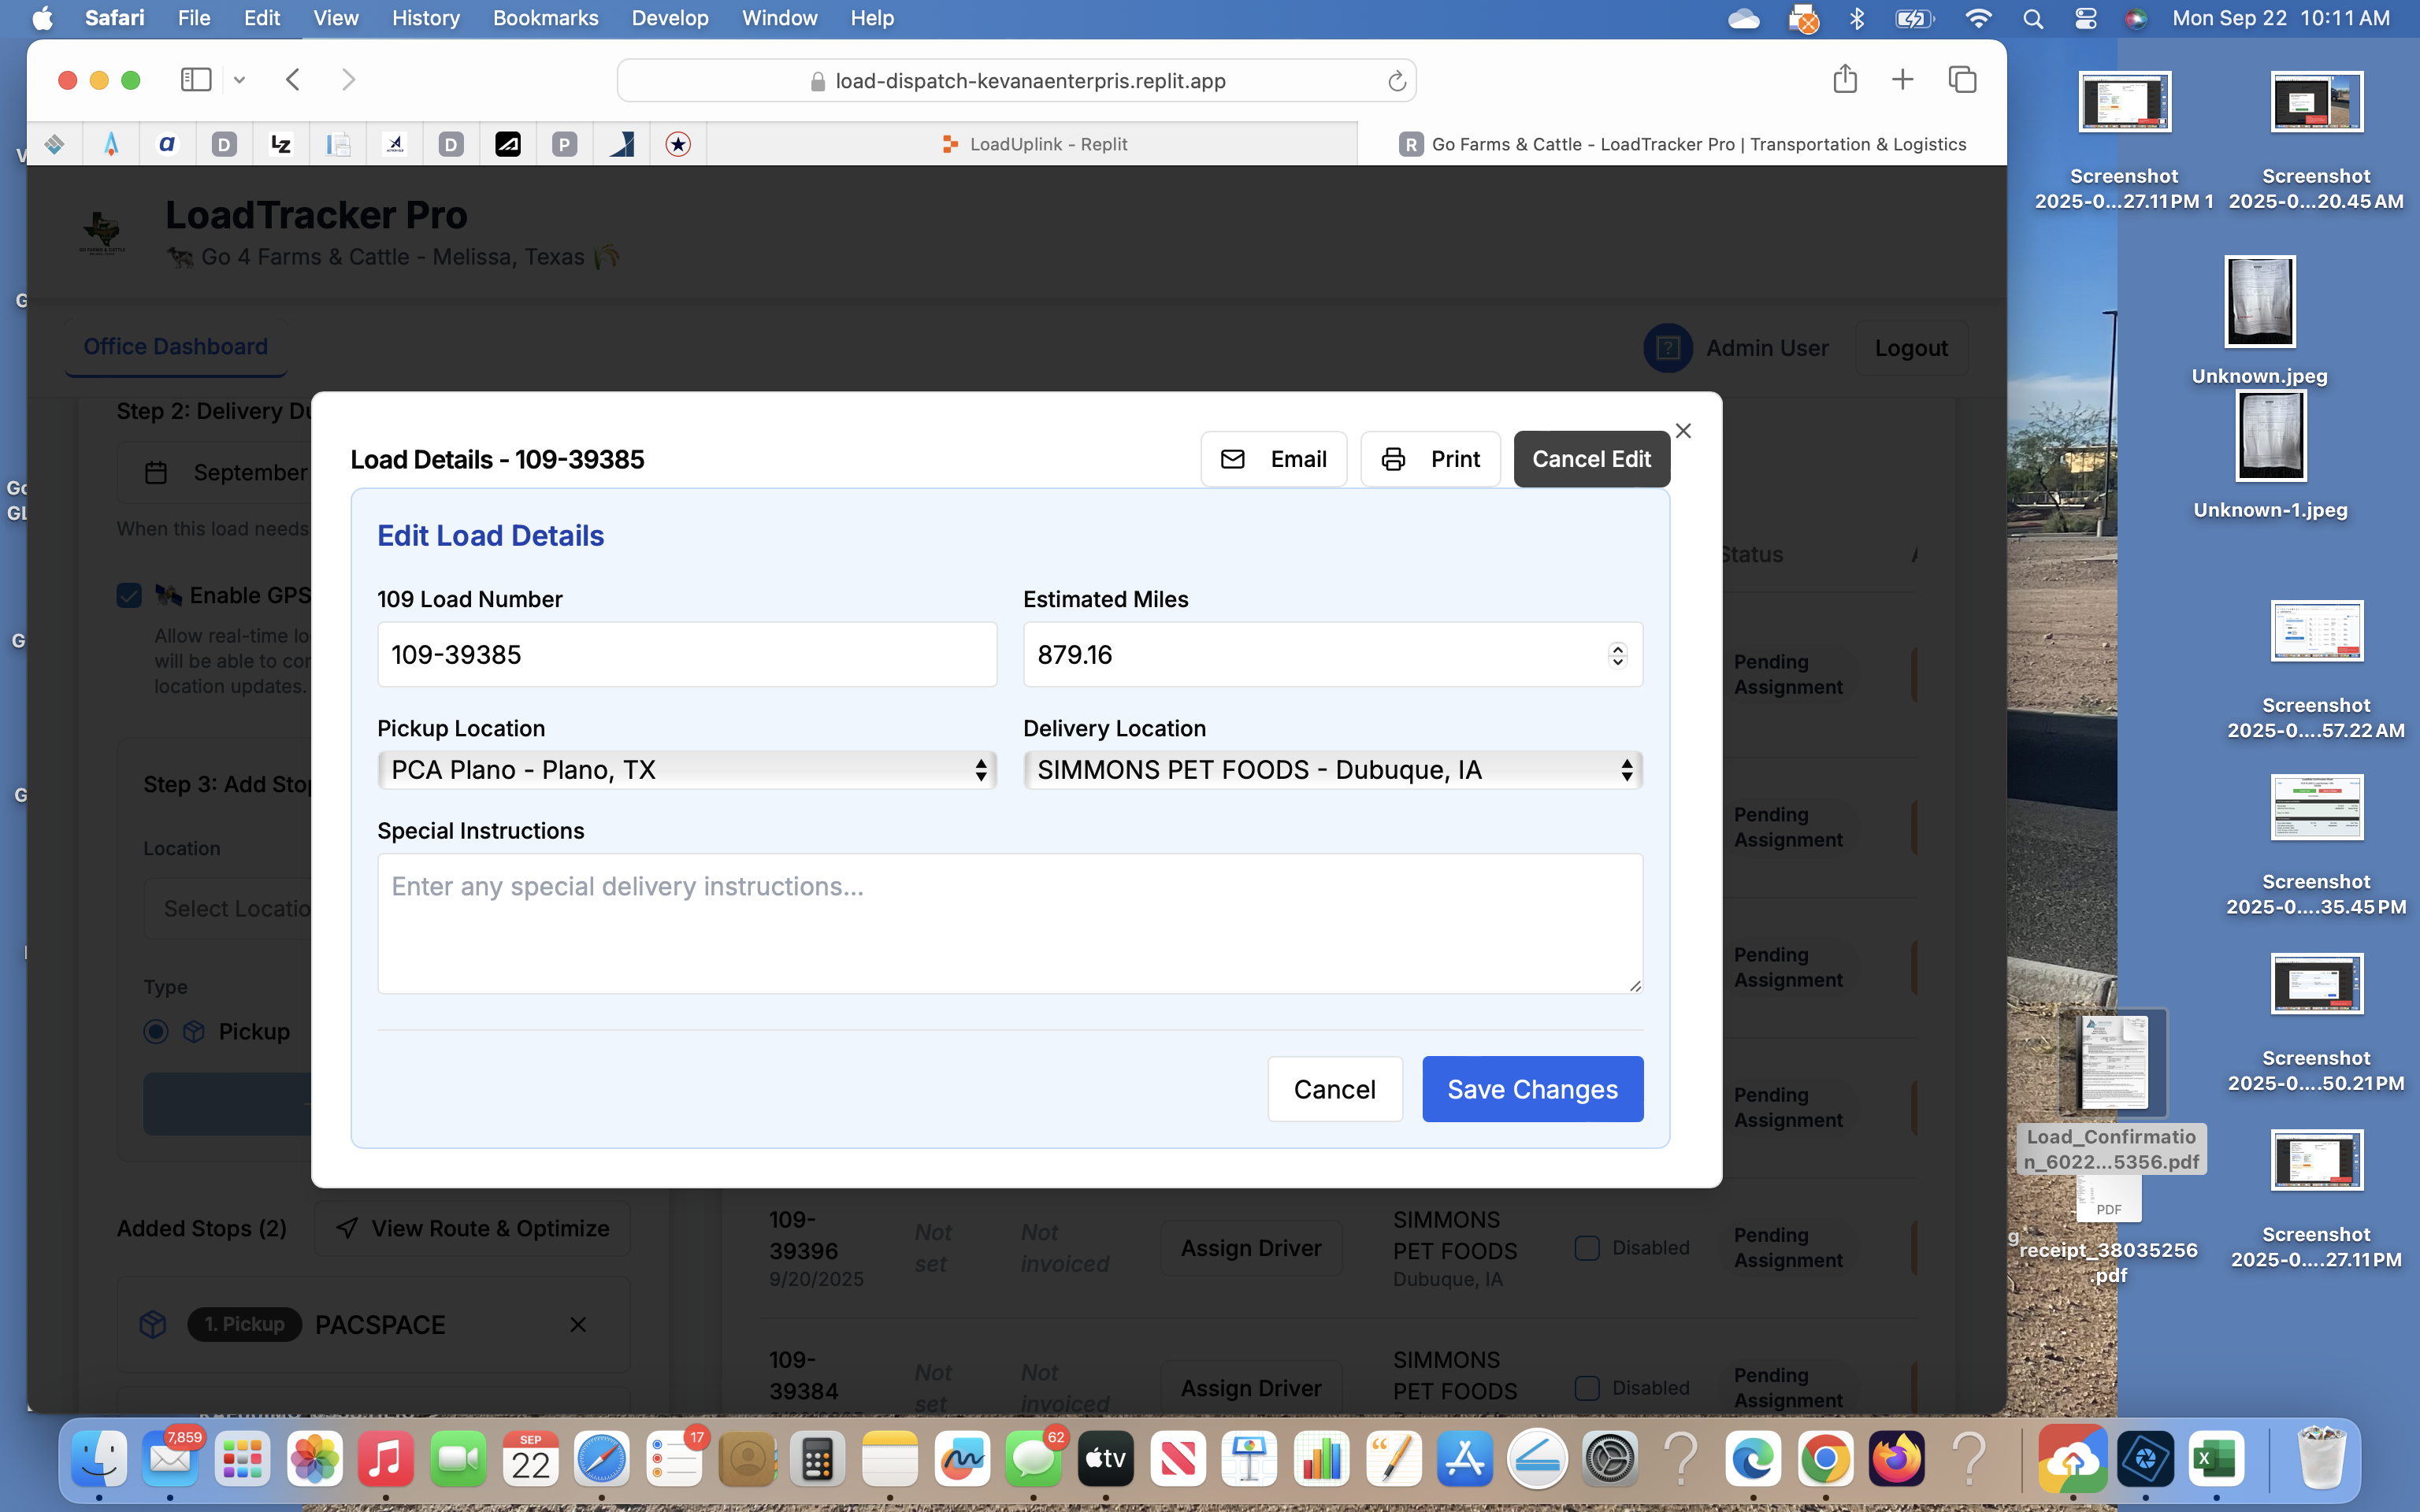 Safari File Edit View History Bookmarks Develop Window Help
Mon Sep 22 10:11 AM
load-dispatch-kevanaenterpris.replit.app
LoadUplink - Replit
R Go Farms & Cattle - LoadTracker Pro | Transportation & Logistics
LoadTracker Pro
Go 4 Farms & Cattle - Melissa, Texas
Office Dashboard
Admin User
Logout
Step 2: Delivery Du
September
When this load needs
Enable GPS
Allow real-time lo
will be able to con
location updates.
Step 3: Add Stop
Location
Select Locatio
Type
Pickup
Added Stops (2)
View Route & Optimize
1. Pickup PACSPACE
Load Details - 109-39385
Email
Print
Cancel Edit
Edit Load Details
109 Load Number
Estimated Miles
109-39385
879.16
Pickup Location
Delivery Location
PCA Plano - Plano, TX
SIMMONS PET FOODS - Dubuque, IA
Special Instructions
Enter any special delivery instructions...
Cancel
Save Changes
Status
Pending
Assignment
Pending
Assignment
Pending
Assignment
Pending
Assignment
109-
39396
9/20/2025
Not
set
Not
invoiced
Assign Driver
SIMMONS
PET FOODS
Dubuque, IA
Disabled
Pending
Assignment
109-
39384
Not
set
Not
invoiced
Assign Driver
SIMMONS
PET FOODS
Disabled
Pending
Assignment
Screenshot
2025-0...27.11 PM 1
Screenshot
2025-0...20.45 AM
Unknown.jpeg
Unknown-1.jpeg
Screenshot
2025-0....57.22 AM
Screenshot
2025-0....35.45 PM
Screenshot
2025-0....50.21 PM
Load_Confirmatio
n_6022...5356.pdf
PDF
receipt_38035256
.pdf
Screenshot
2025-0....27.11 PM
7,859
SEP
22
17
62
tv